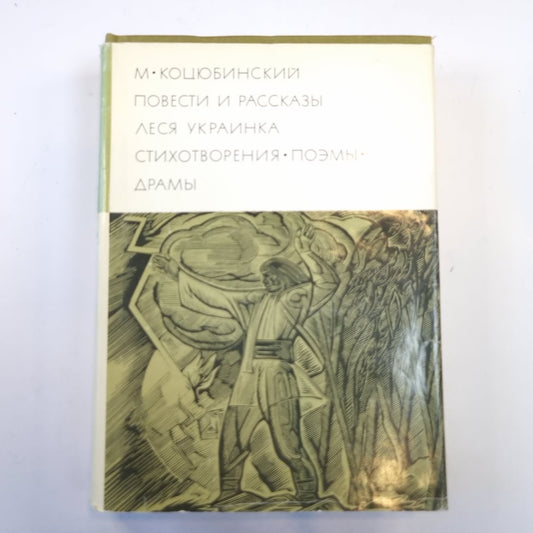 М•КОЦЮБИНСКИЙ
ПОВЕСТИ И РАССКАЗЫ
ЛЕСЯ УКРАИНКА
СТИХОТВОРЕНИЯ•ПОЭМЫ•
ДРАМЫ